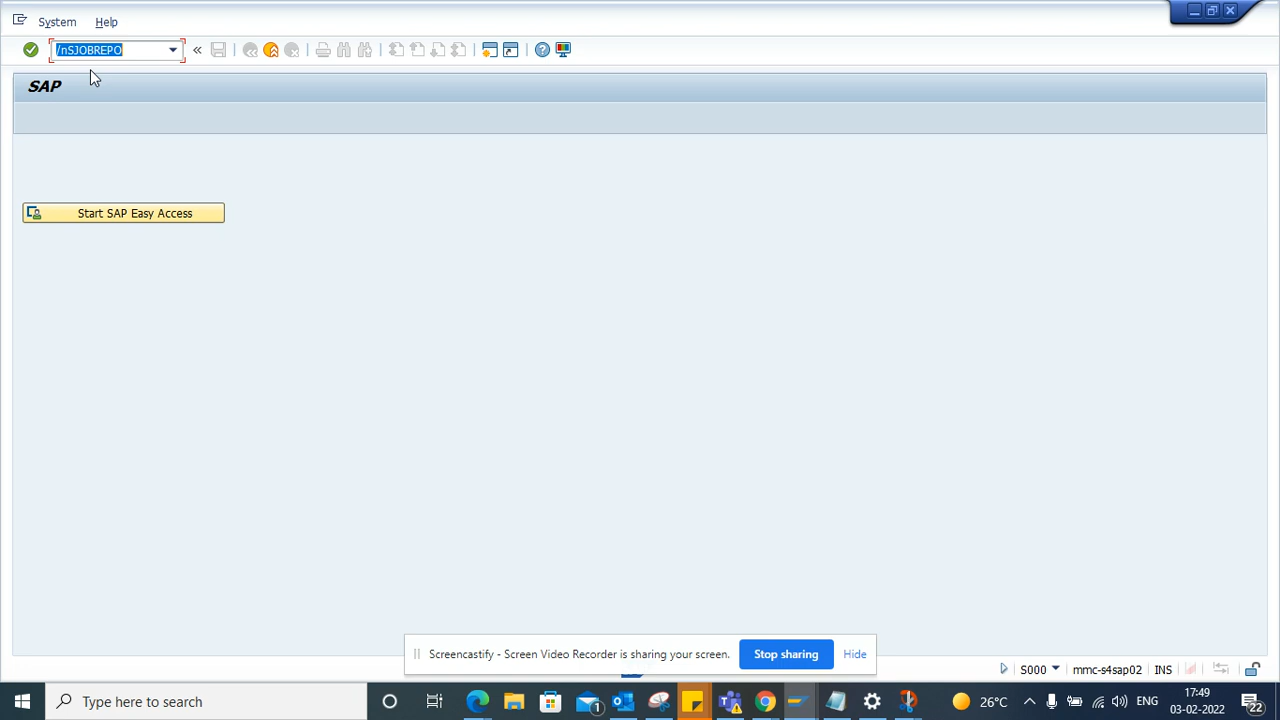 System Help
/nSJOBREPO
«
SAP
Start SAP Easy Access
Screencastify - Screen Video Recorder is sharing your screen. Stop sharing Hide
S000 mmc-s4sap02 INS
Type here to search
1
26°C ENG
17:49
03-02-2022
22